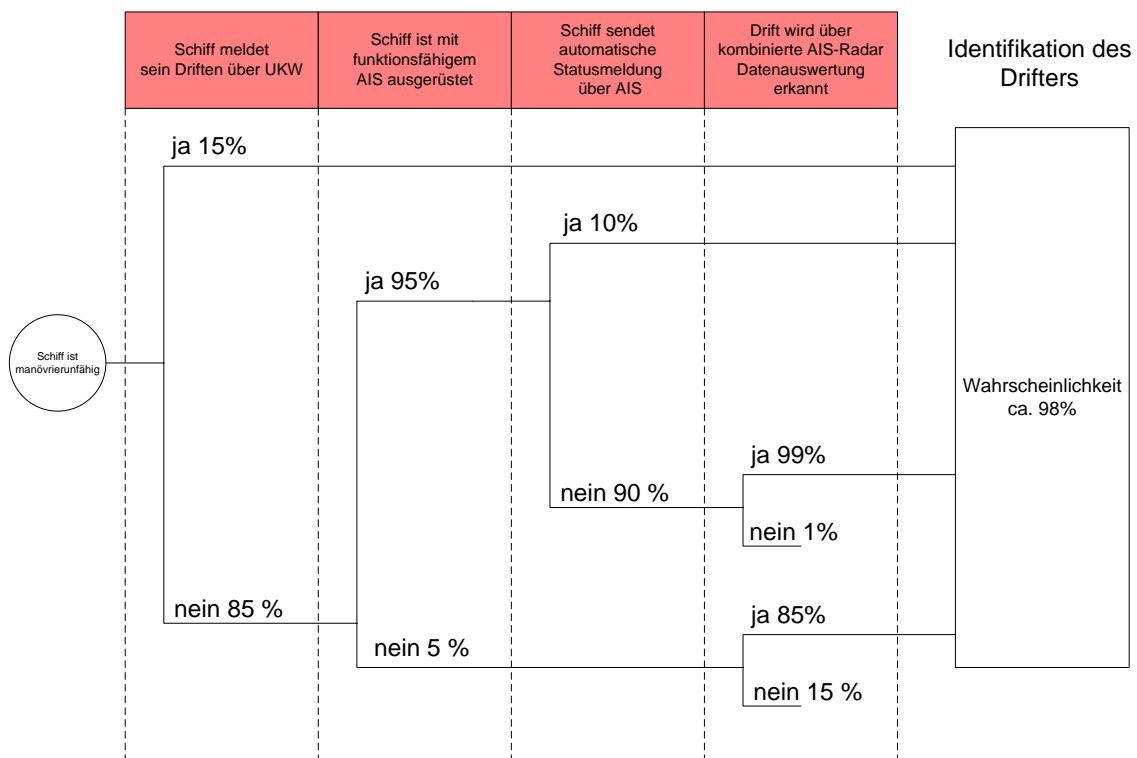 Schiff meldet
sein Driften über UKW
Schiff ist mit
funktionsfähigem
AIS ausgerüstet
Schiff sendet
automatische
Statusmeldung
über AIS
Drift wird über
kombinierte AIS-Radar
Datenauswertung
erkannt
Identifikation des
Drifters
ja 15%
ja 10%
ja 95%
Schiff ist
manövrierunfähig
Wahrscheinlichkeit
ca. 98%
ja 99%
nein 90 %
nein 1%
nein 85 %
ja 85%
nein 5 %
nein 15 %